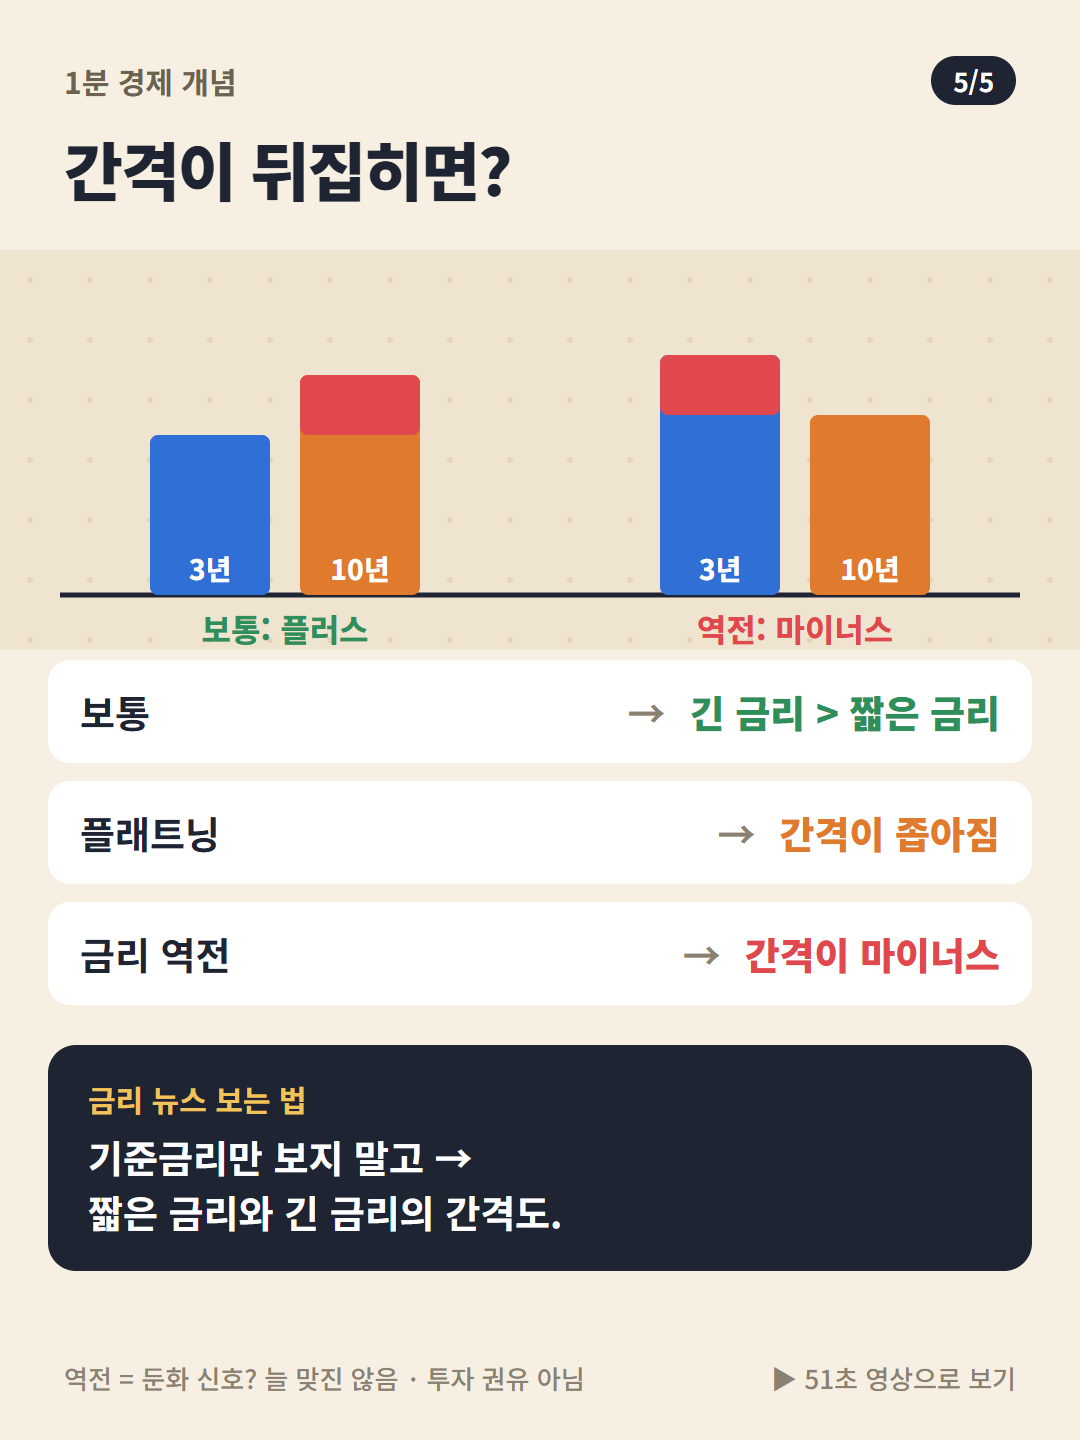 1분 경제 개념
5/5
간격이 뒤집히면?
3년
10년
3년
10년
보통: 플러스
역전: 마이너스
보통 → 긴 금리 > 짧은 금리
플래트닝 → 간격이 좁아짐
금리 역전 → 간격이 마이너스
금리 뉴스 보는 법
기준금리만 보지 말고 →
짧은 금리와 긴 금리의 간격도.
역전 = 둔화 신호? 늘 맞진 않음 · 투자 권유 아님
▶ 51초 영상으로 보기